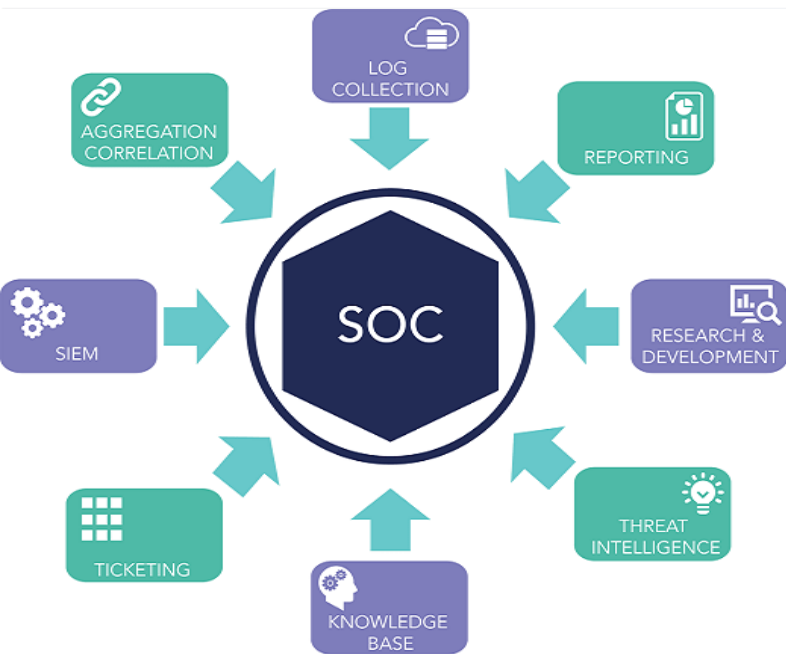 LOG
COLLECTION
AGGREGATION
CORRELATION
REPORTING
SOC
SIEM
RESEARCH &
DEVELOPMENT
TICKETING
THREAT
INTELLIGENCE
KNOWLEDGE
BASE